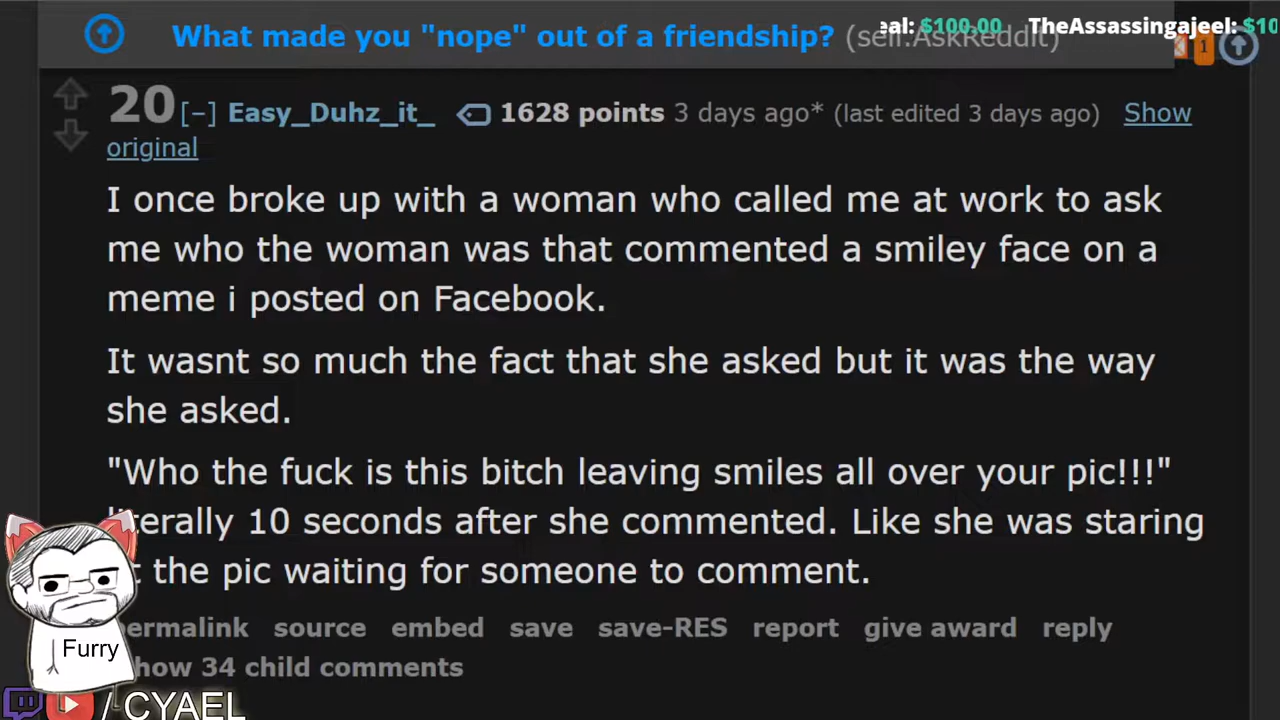 eal: $100.00 TheAssassingajeel: $10
What made you "nope" out of a friendship? (self.AskReddit)
1
20 [–] Easy_Duhz_it_ 1628 points 3 days ago* (last edited 3 days ago) Show
original
I once broke up with a woman who called me at work to ask
me who the woman was that commented a smiley face on a
meme i posted on Facebook.
It wasnt so much the fact that she asked but it was the way
she asked.
"Who the fuck is this bitch leaving smiles all over your pic!!!"
literally 10 seconds after she commented. Like she was staring
the pic waiting for someone to comment.
ermalink source embed save save-RES report give award reply
how 34 child comments
Furry
/ CYAEL